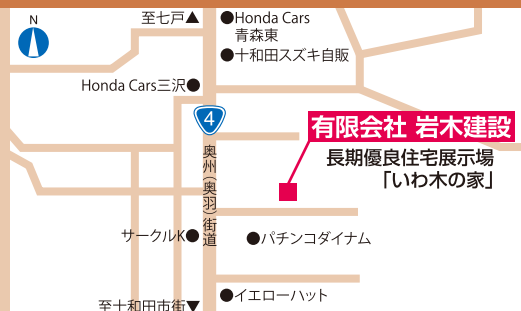 N
至七戸▲
●Honda Cars
青森東
●十和田スズキ自販
Honda Cars三沢●
4
有限会社 岩木建設
長期優良住宅展示場
「いわ木の家」
奥州(奥羽)街道
サークルK●
●パチンコダイナム
●イエローハット
至十和田市街▼